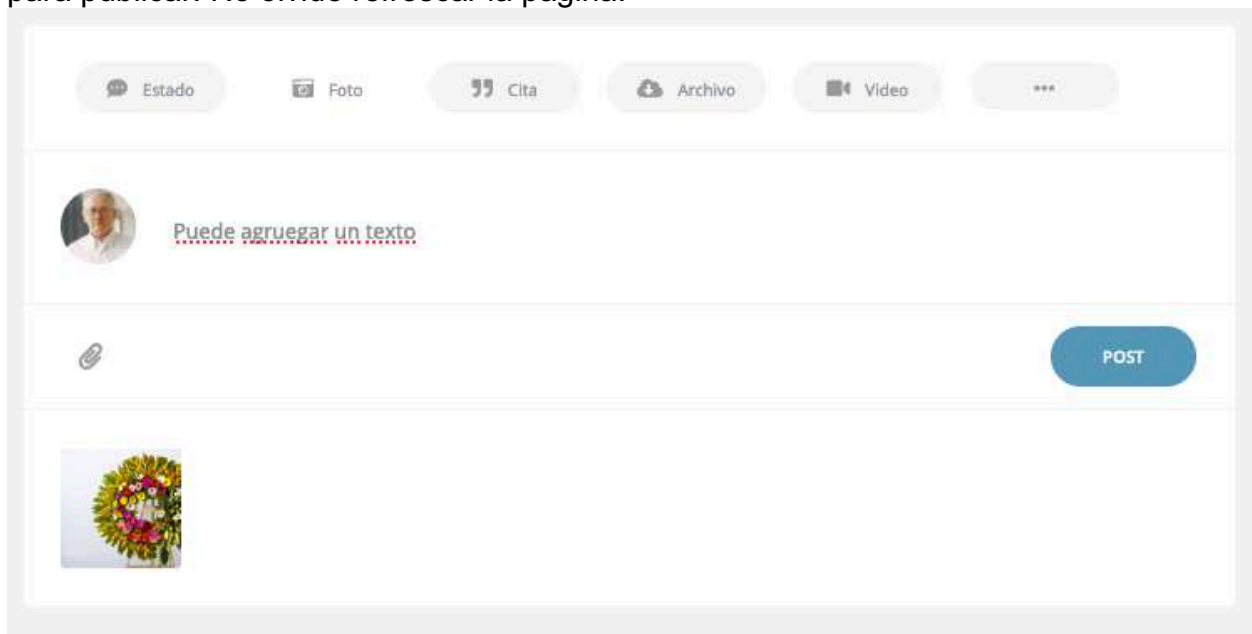 para publicar. No olvide refrescar la página.
Estado Foto Cita Archivo Video ...
Puede agruegar un texto
POST